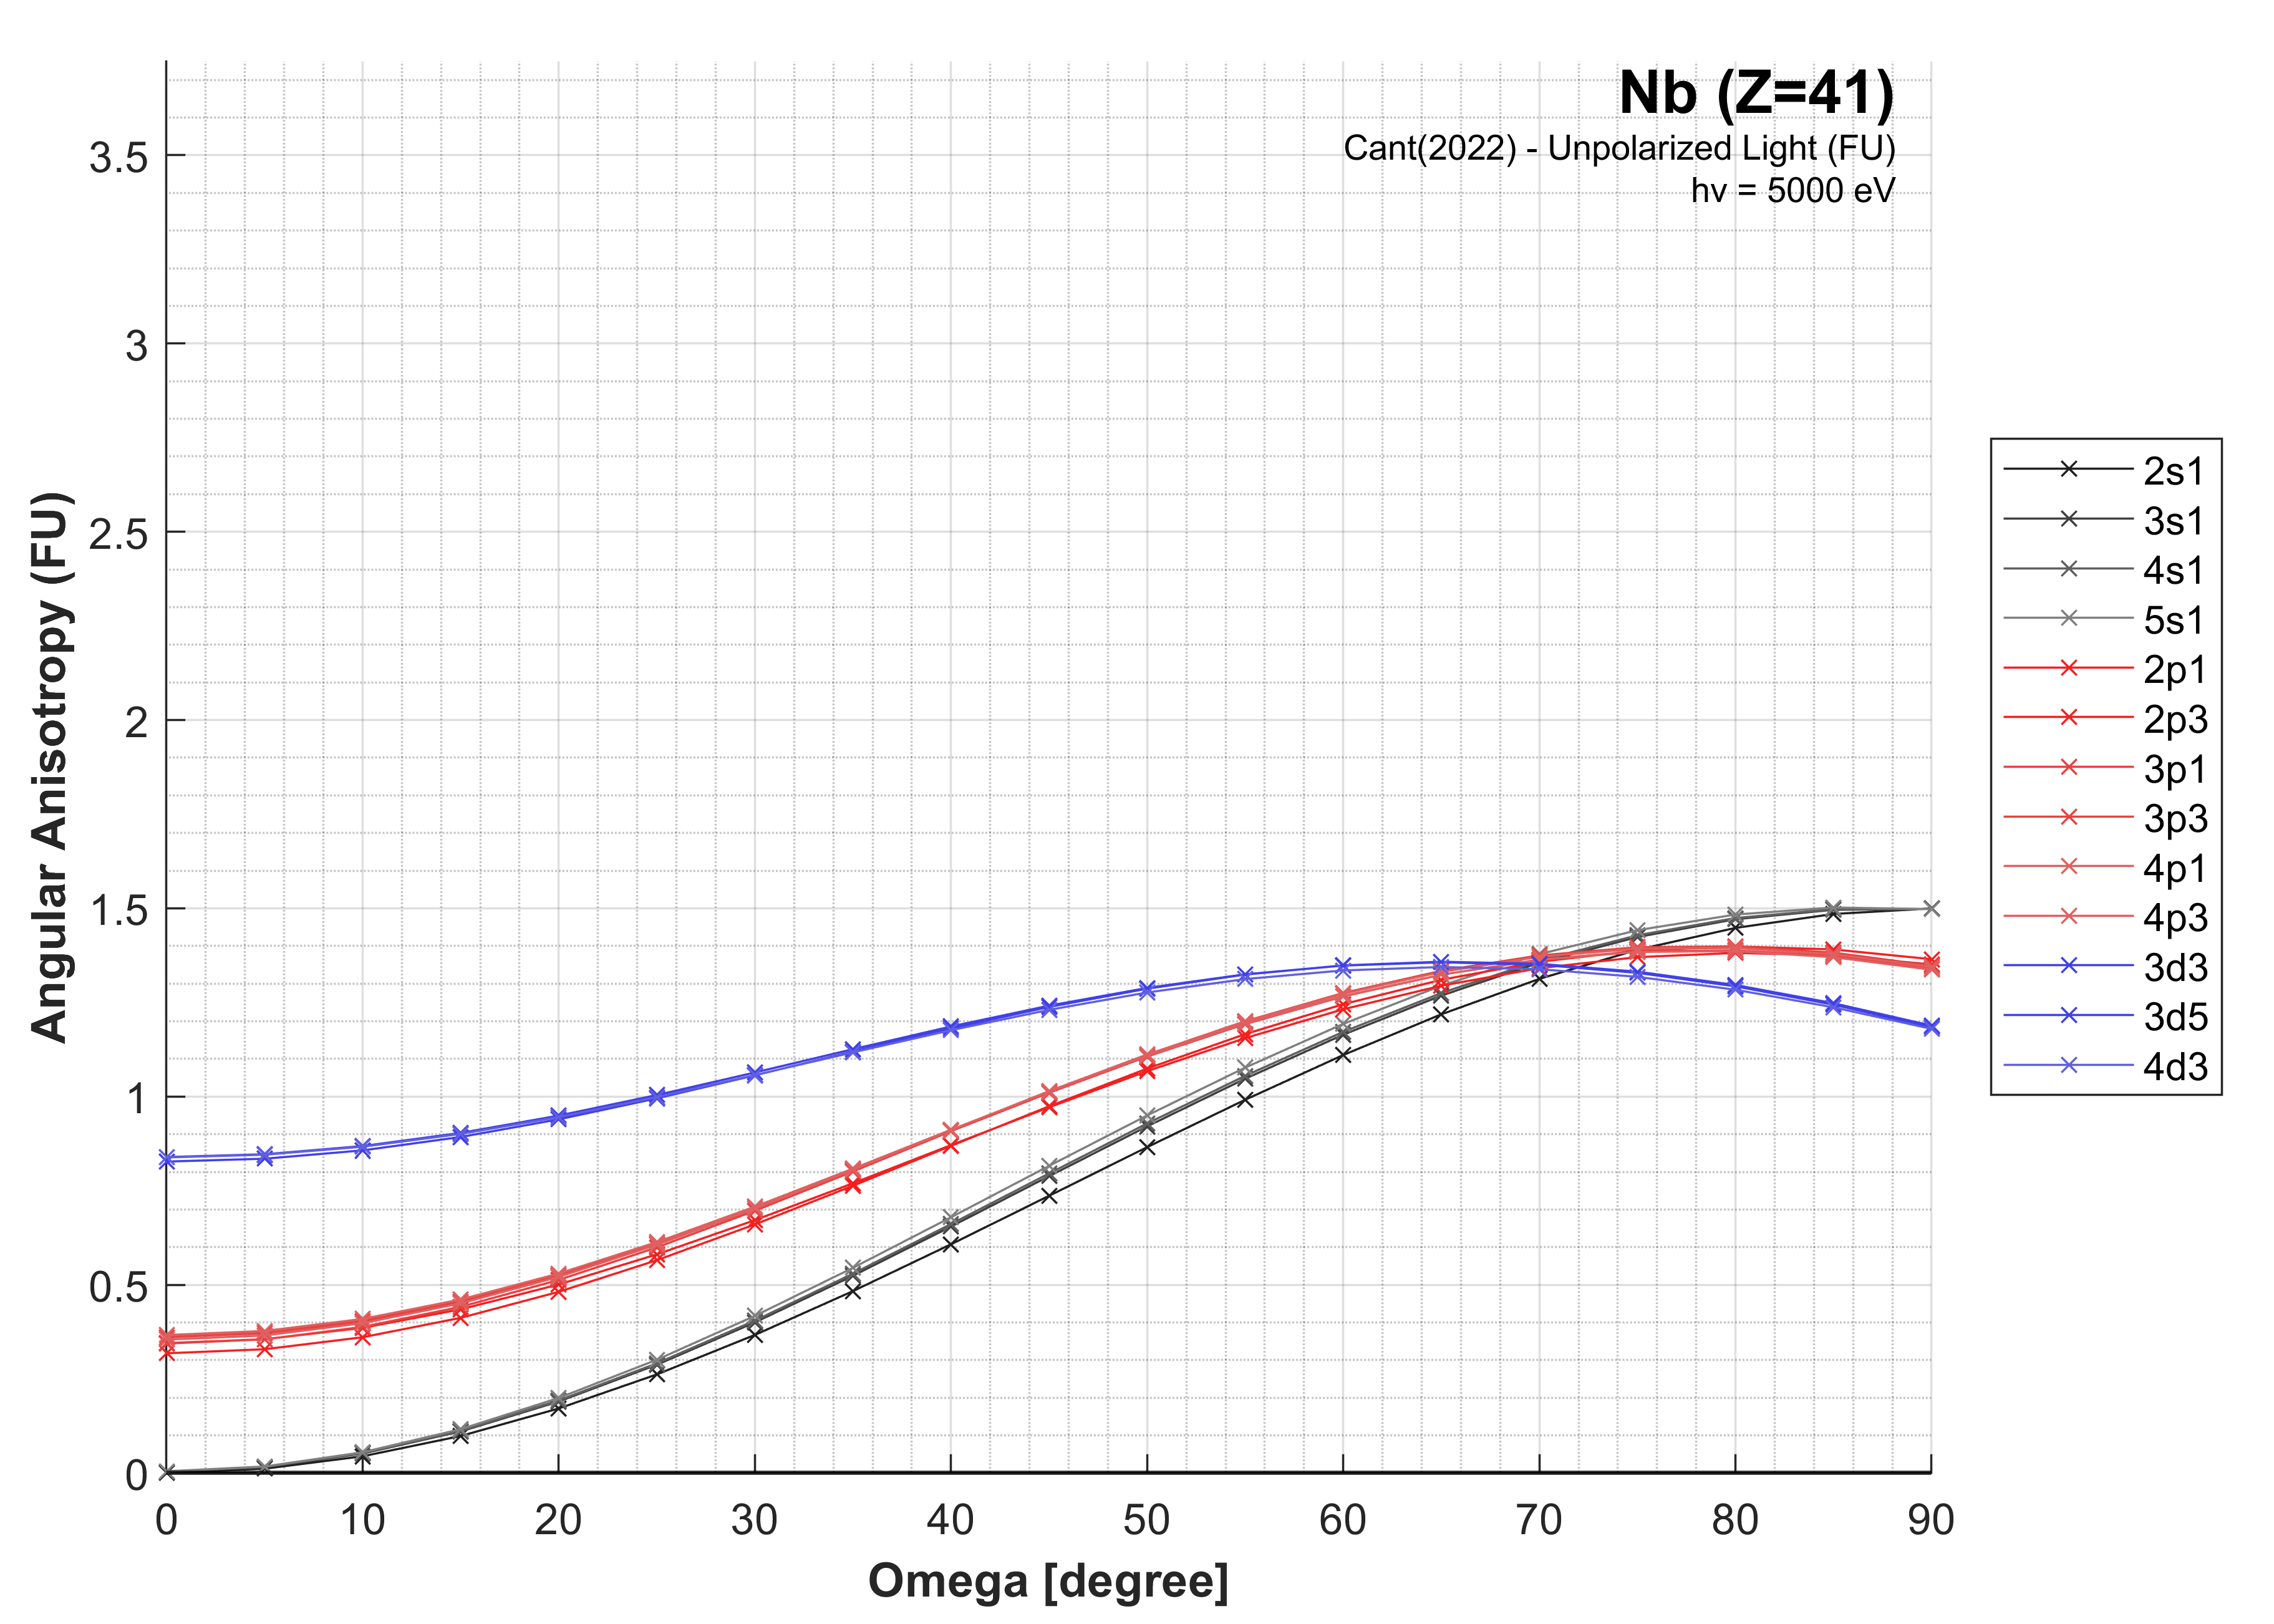 Nb (Z=41)
Cant(2022) - Unpolarized Light (FU)
hv = 5000 eV
Angular Anisotropy (FU)
3.5
3
2.5
2
1.5
1
0.5
0
0 10 20 30 40 50 60 70 80 90
Omega [degree]
2s1
3s1
4s1
5s1
2p1
2p3
3p1
3p3
4p1
4p3
3d3
3d5
4d3